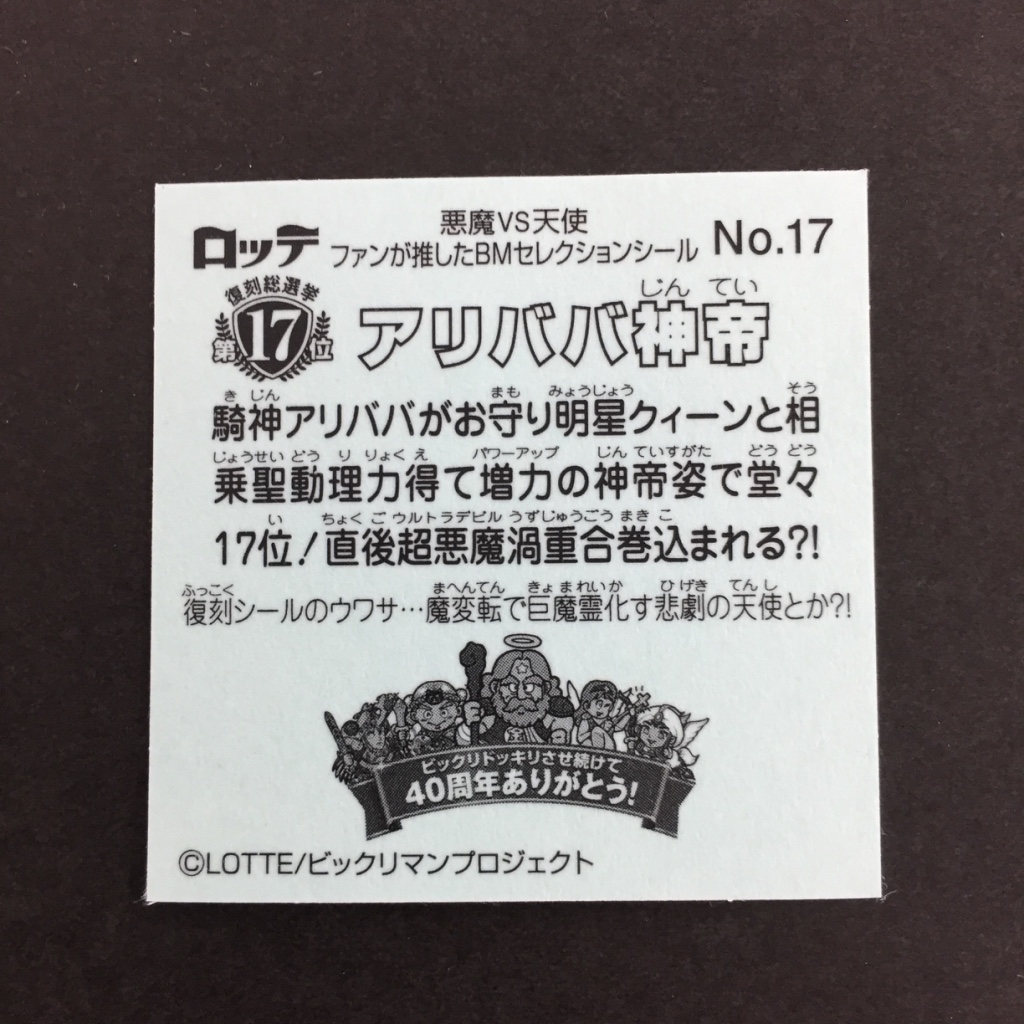 ロッテ 悪魔VS天使 No.17
ファンが推したBMセレクションシール
復刻総選挙
第17位
じん てい
アリババ神帝
き じん まも みょうじょう そう
騎神アリババがお守り明星クィーンと相
じょうせい どう り りょく え パワーアップ じん ていすがた どう どう
乗聖動理力得て増力の神帝姿で堂々
い ちょく ご ウルトラデビル うずじゅうごう まき こ
17位!直後超悪魔渦重合巻込まれる?!
ふっこく まへんてん きょ まれいか ひ げき てん し
復刻シールのウワサ…魔変転で巨魔霊化す悲劇の天使とか?!
ビックリドッキリさせ続けて
40周年ありがとう!
©LOTTE/ビックリマンプロジェクト